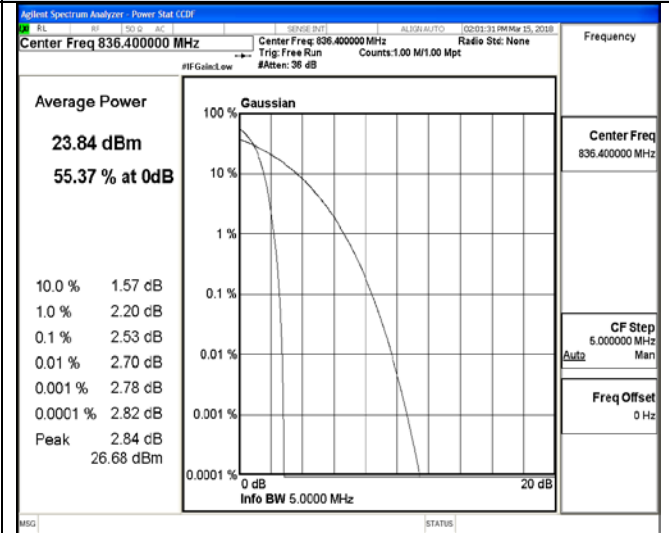 Agilent Spectrum Analyzer - Power Stat CCDF
RL RF 50 Ω AC SENSE:INT ALIGN AUTO 02:01:31 PM Mar 15, 2018
Center Freq 836.400000 MHz
Center Freq: 836.400000 MHz Radio Std: None
Trig: Free Run Counts:1.00 M/1.00 Mpt
#IFGain:Low #Atten: 36 dB
Frequency
Average Power
23.84 dBm
55.37 % at 0dB
10.0 % 1.57 dB
1.0 % 2.20 dB
0.1 % 2.53 dB
0.01 % 2.70 dB
0.001 % 2.78 dB
0.0001 % 2.82 dB
Peak 2.84 dB
26.68 dBm
Gaussian
100 %
10 %
1 %
0.1 %
0.01 %
0.001 %
0.0001 %
0 dB 20 dB
Info BW 5.0000 MHz
Center Freq
836.400000 MHz
CF Step
5.000000 MHz
Auto Man
Freq Offset
0 Hz
MSG STATUS